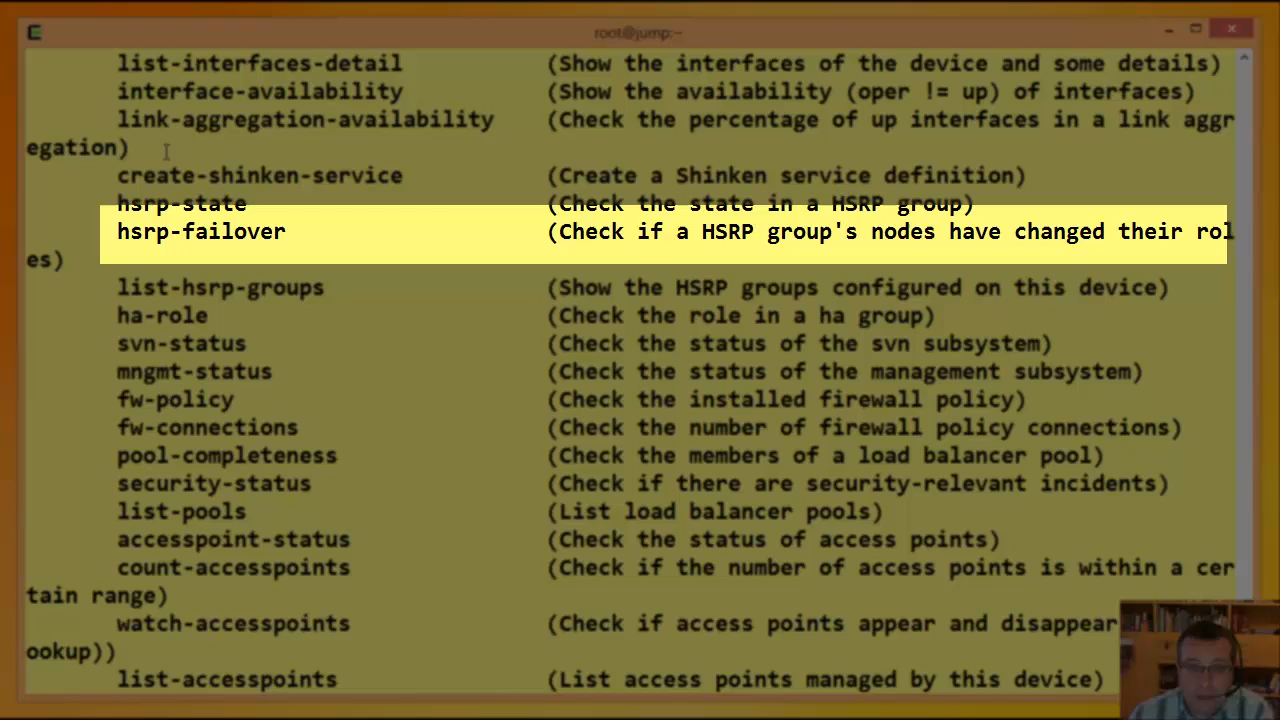 root@jump:~
list-interfaces-detail (Show the interfaces of the device and some details)
interface-availability (Show the availability (oper != up) of interfaces)
link-aggregation-availability (Check the percentage of up interfaces in a link aggr
egation)
create-shinken-service (Create a Shinken service definition)
hsrp-state (Check the state in a HSRP group)
hsrp-failover (Check if a HSRP group's nodes have changed their rol
es)
list-hsrp-groups (Show the HSRP groups configured on this device)
ha-role (Check the role in a ha group)
svn-status (Check the status of the svn subsystem)
mngmt-status (Check the status of the management subsystem)
fw-policy (Check the installed firewall policy)
fw-connections (Check the number of firewall policy connections)
pool-completeness (Check the members of a load balancer pool)
security-status (Check if there are security-relevant incidents)
list-pools (List load balancer pools)
accesspoint-status (Check the status of access points)
count-accesspoints (Check if the number of access points is within a cer
tain range)
watch-accesspoints (Check if access points appear and disappear
ookup))
list-accesspoints (List access points managed by this device)